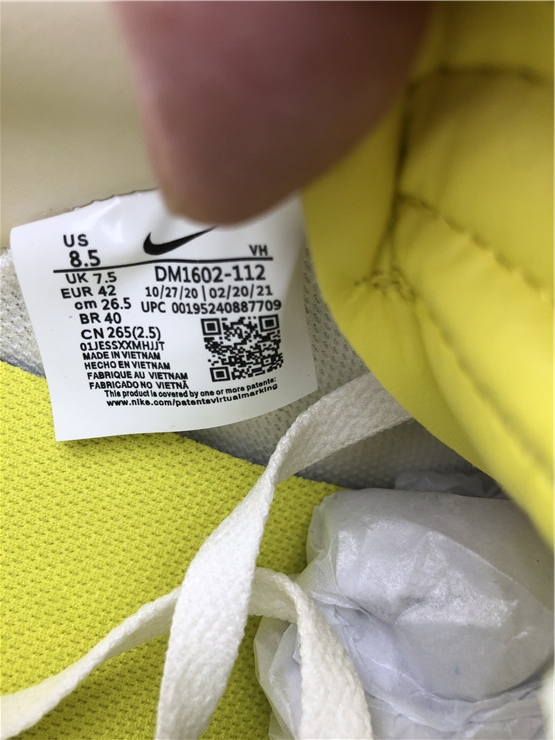 US
8.5
VH
UK 7.5
DM1602-112
EUR 42
10/27/20 | 02/20/21
cm 26.5
UPC 00195240887709
BR 40
CN 265(2.5)
01JESSXXMHJJT
MADE IN VIETNAM
HECHO EN VIETNAM
FABRIQUE AU VIETNAM
FABRICADO NO VIETNÃ
This product is covered by one or more patents:
www.nike.com/patentsvirtualmarking